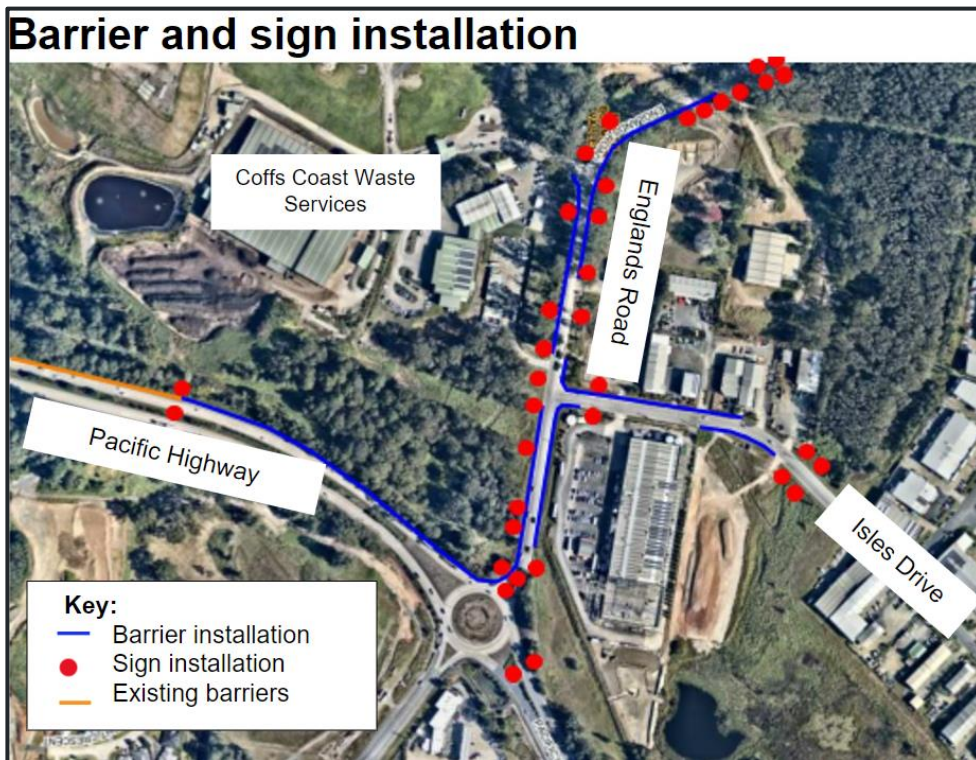 Barrier and sign installation
Coffs Coast Waste
Services
Englands Road
Pacific Highway
Isles Drive
Key:
Barrier installation
Sign installation
Existing barriers